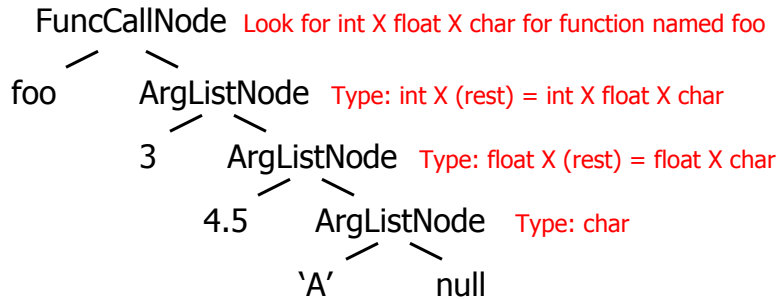 FuncCallNode Look for int X float X char for function named foo
foo ArgListNode Type: int X (rest) = int X float X char
3 ArgListNode Type: float X (rest) = float X char
4.5 ArgListNode Type: char
‘A’ null